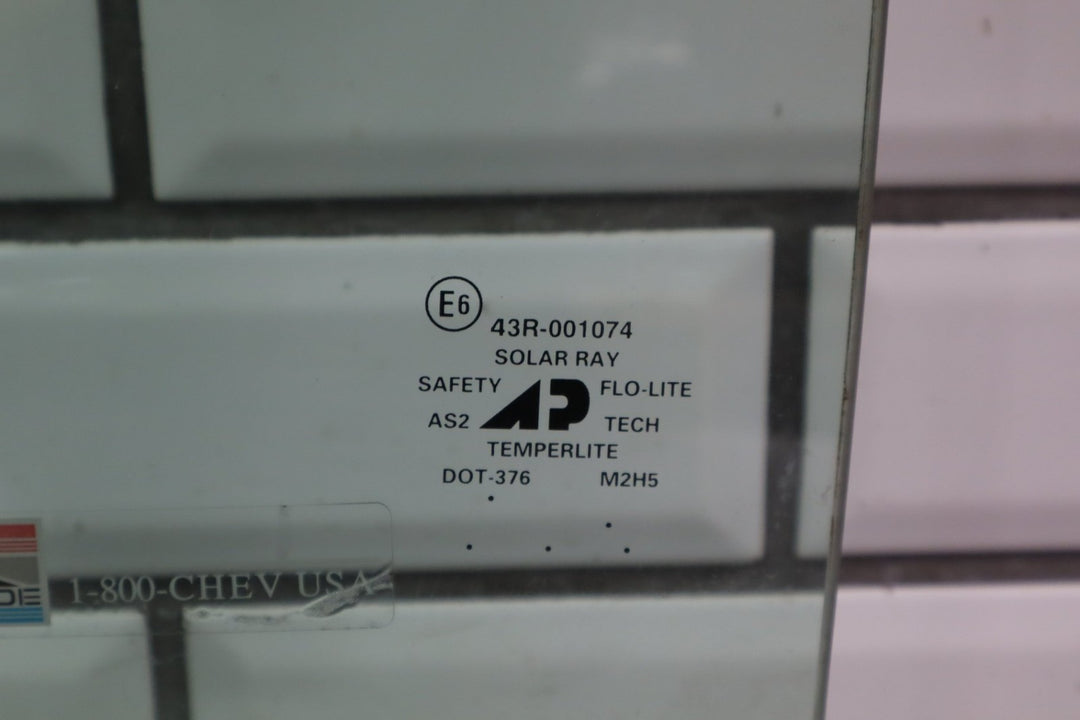 E6
43R-001074
SOLAR RAY
SAFETY AP FLO-LITE
AS2 TECH
TEMPERLITE
DOT-376 M2H5
DE 1-800-CHEV USA